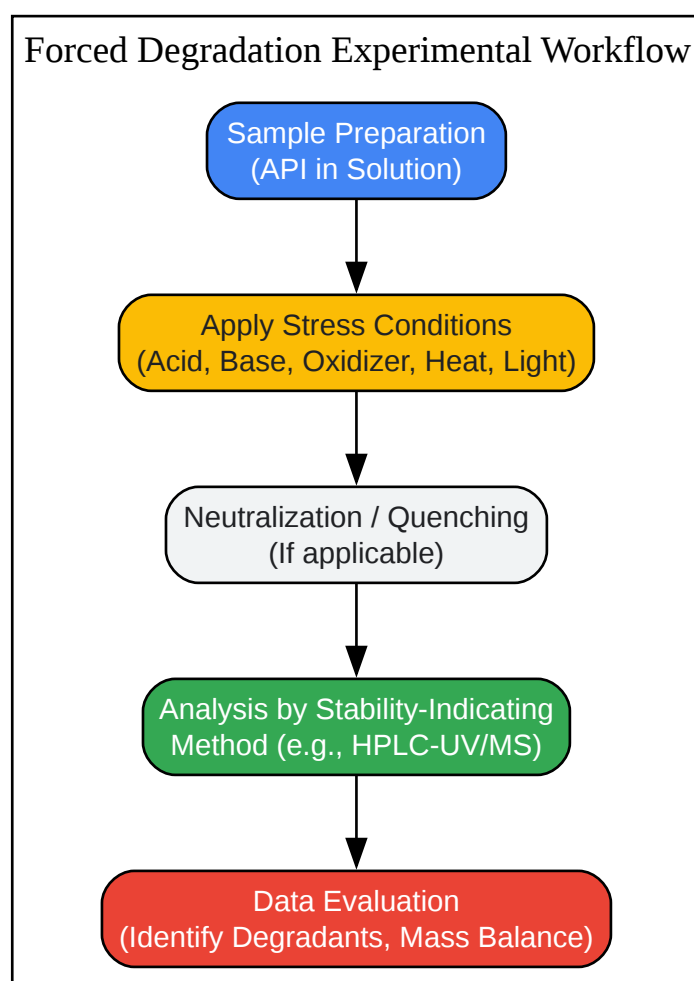 Forced Degradation Experimental Workflow
Sample Preparation
(API in Solution)
Apply Stress Conditions
(Acid, Base, Oxidizer, Heat, Light)
Neutralization / Quenching
(If applicable)
Analysis by Stability-Indicating
Method (e.g., HPLC-UV/MS)
Data Evaluation
(Identify Degradants, Mass Balance)